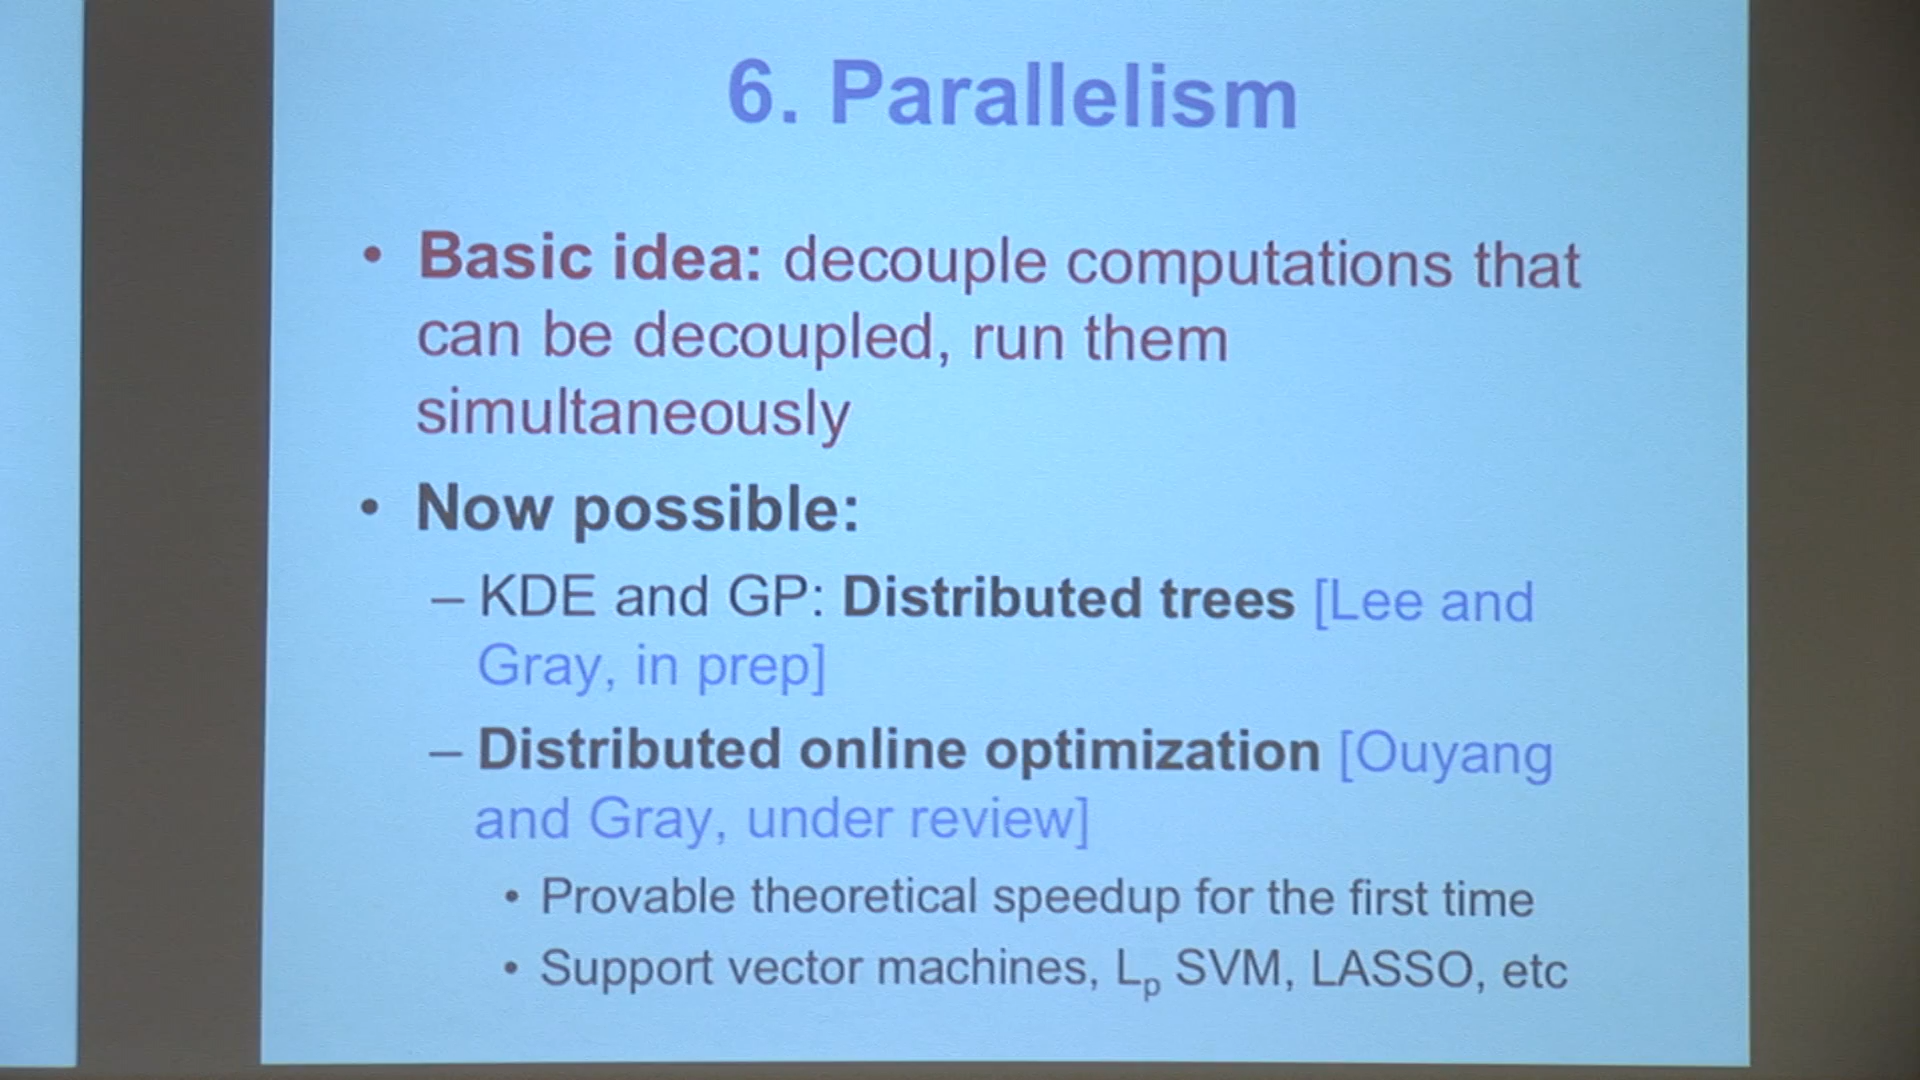 6. Parallelism
• Basic idea: decouple computations that
can be decoupled, run them
simultaneously
• Now possible:
– KDE and GP: Distributed trees [Lee and
Gray, in prep]
– Distributed online optimization [Ouyang
and Gray, under review]
• Provable theoretical speedup for the first time
• Support vector machines, Lp SVM, LASSO, etc